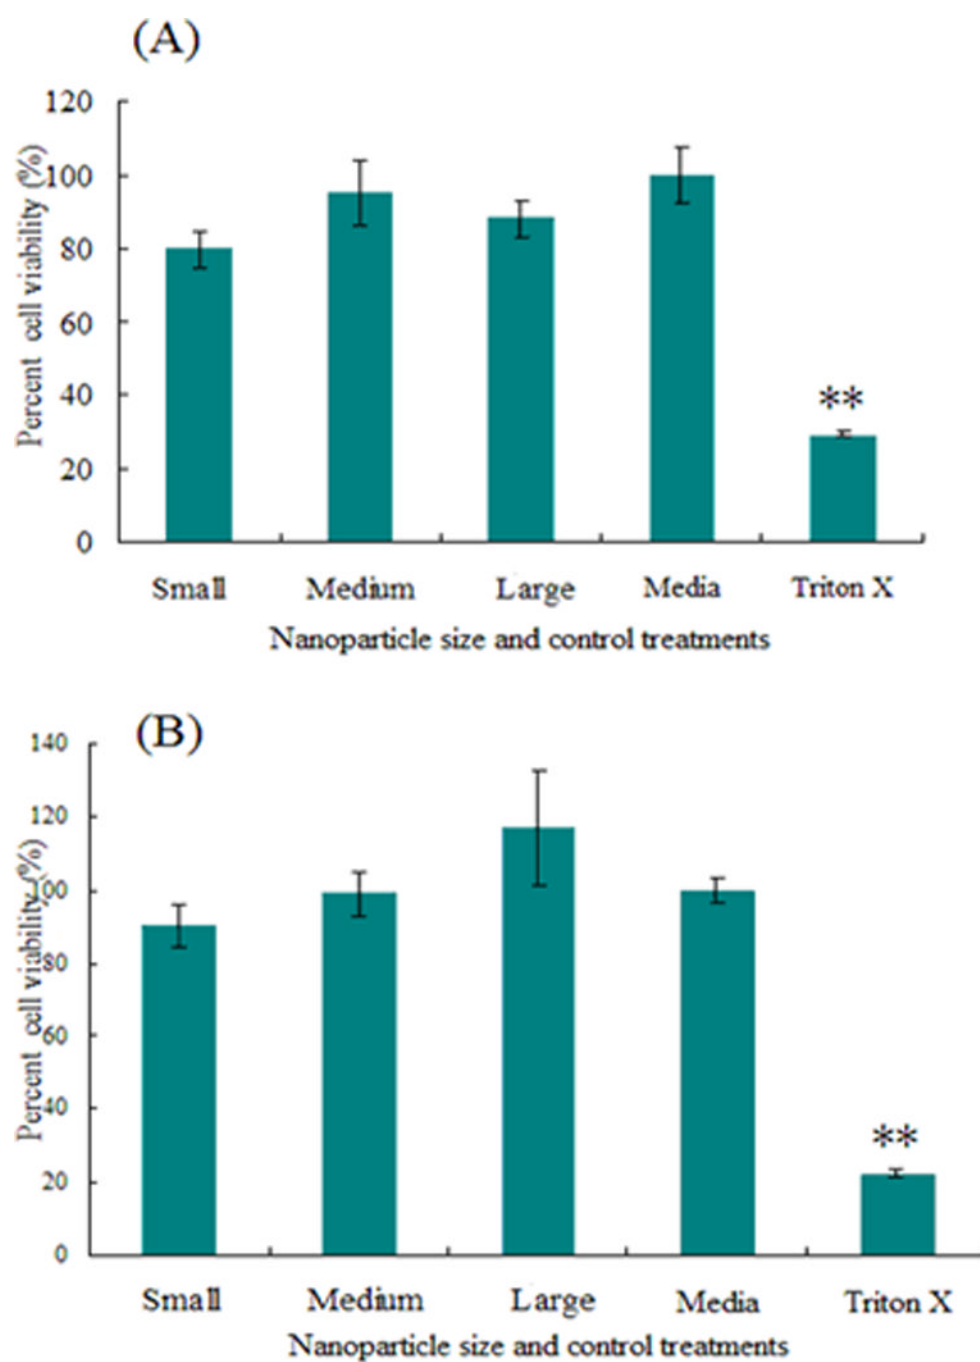 (A)
120
100
80
60
40
20
0
Percent cell viability (%)
**
Small Medium Large Media Triton X
Nanoparticle size and control treatments
(B)
140
120
100
80
60
40
20
0
Percent cell viability (%)
**
Small Medium Large Media Triton X
Nanoparticle size and control treatments